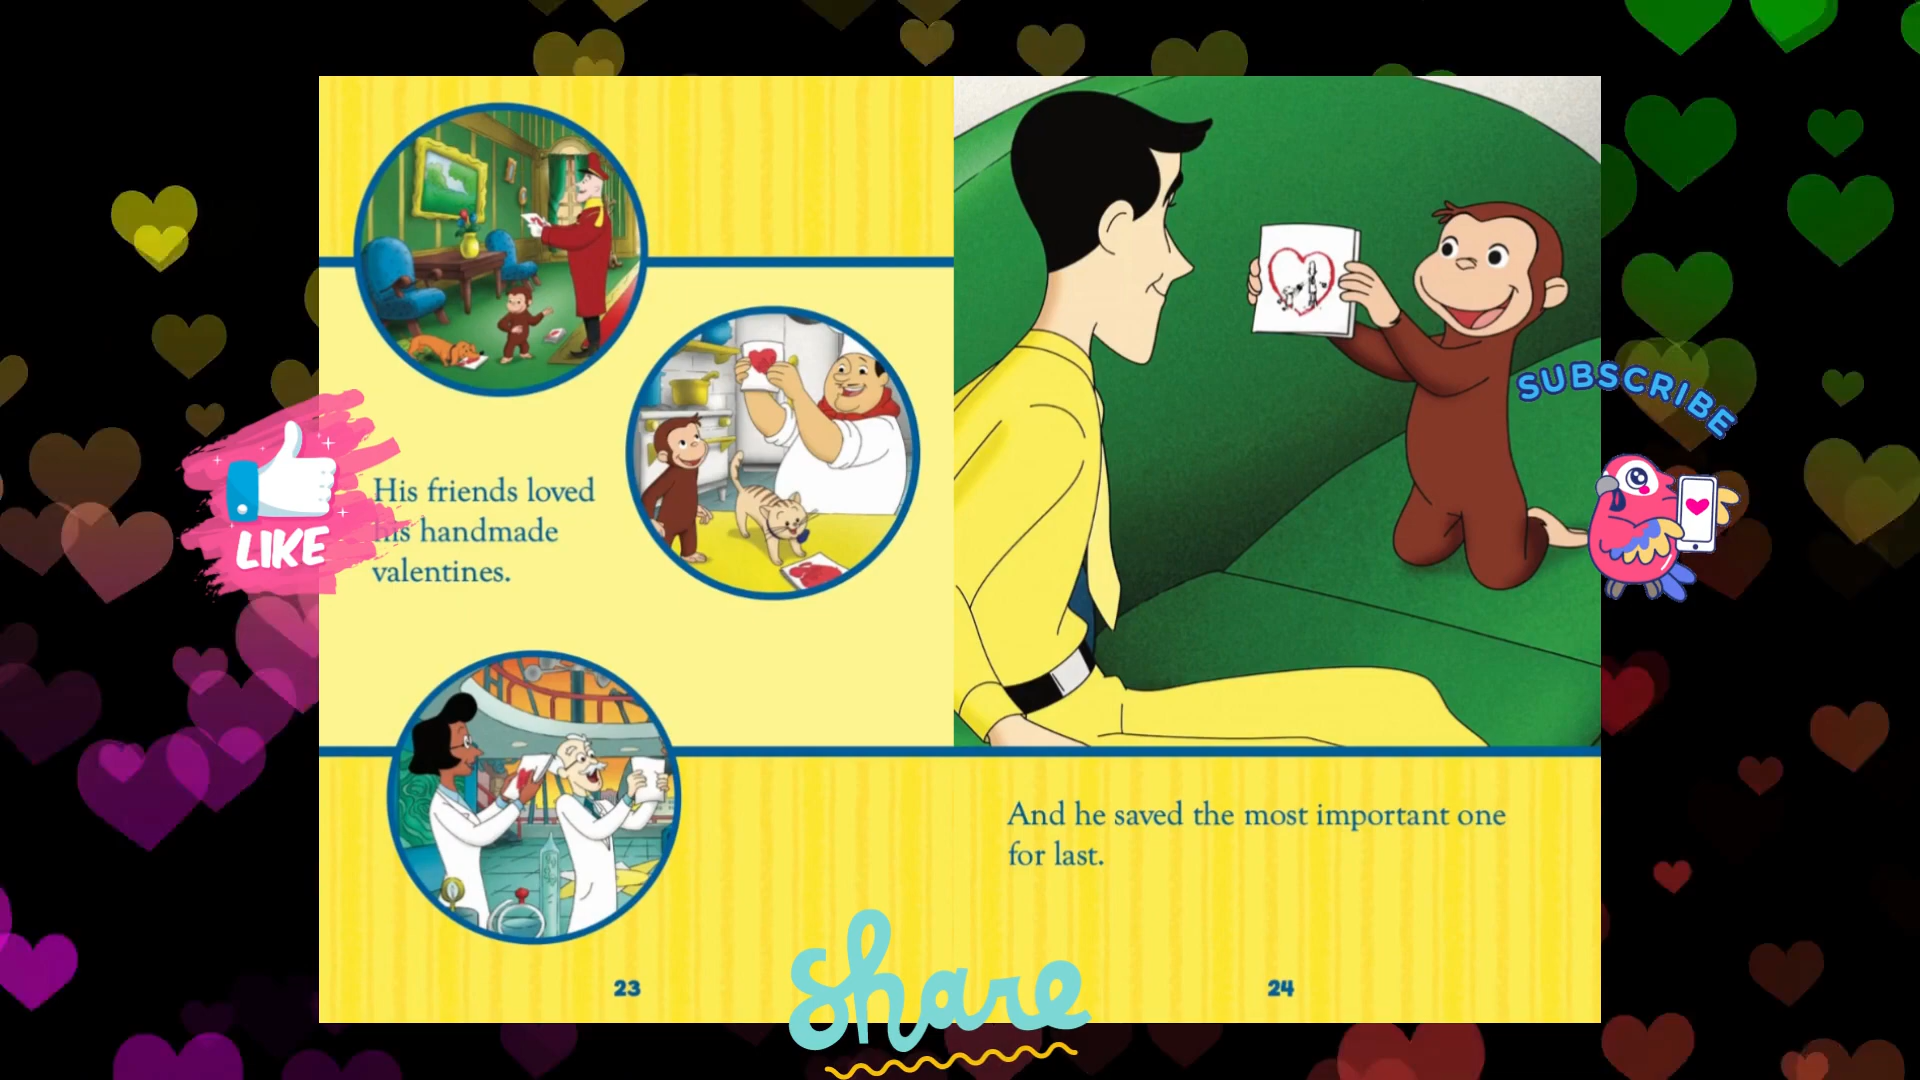 His friends loved
his handmade
valentines.
23
And he saved the most important one
for last.
24
LIKE
SUBSCRIBE
share